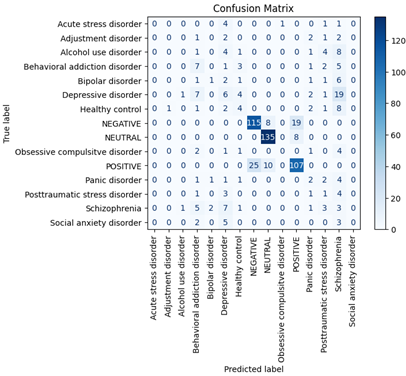 Confusion Matrix
True label
Acute stress disorder 0 0 0 0 0 4 0 0 0 1 0 0 1 1 0
Adjustment disorder 0 0 0 1 0 2 0 0 0 0 0 2 1 2 0
Alcohol use disorder 0 0 0 1 0 4 1 0 0 0 0 1 4 8 0
Behavioral addiction disorder 0 0 0 7 0 1 3 0 0 0 0 1 2 5 0
Bipolar disorder 0 0 0 1 1 2 1 0 0 0 0 1 1 6 0
Depressive disorder 0 0 1 7 0 6 4 0 0 0 0 2 4 19 0
Healthy control 0 1 0 1 0 2 4 0 0 0 0 2 1 8 0
NEGATIVE 0 0 0 0 0 0 0 115 8 0 19 0 0 0 0
NEUTRAL 0 0 0 0 0 0 0 0 135 0 8 0 0 0 0
Obsessive compulsitve disorder 0 0 0 2 0 1 1 0 0 0 0 1 0 4 0
POSITIVE 0 0 0 0 0 0 0 25 10 0 107 0 0 0 0
Panic disorder 0 0 0 1 1 1 1 0 0 0 0 2 2 4 0
Posttraumatic stress disorder 0 0 0 1 0 3 0 0 0 0 0 1 1 4 0
Schizophrenia 0 0 1 5 2 7 1 0 0 0 0 1 3 3 0
Social anxiety disorder 0 0 0 2 0 5 0 0 0 0 0 0 0 3 0
Acute stress disorder
Adjustment disorder
Alcohol use disorder
Behavioral addiction disorder
Bipolar disorder
Depressive disorder
Healthy control
NEGATIVE
NEUTRAL
Obsessive compulsitve disorder
POSITIVE
Panic disorder
Posttraumatic stress disorder
Schizophrenia
Social anxiety disorder
Predicted label
120
100
80
60
40
20
0